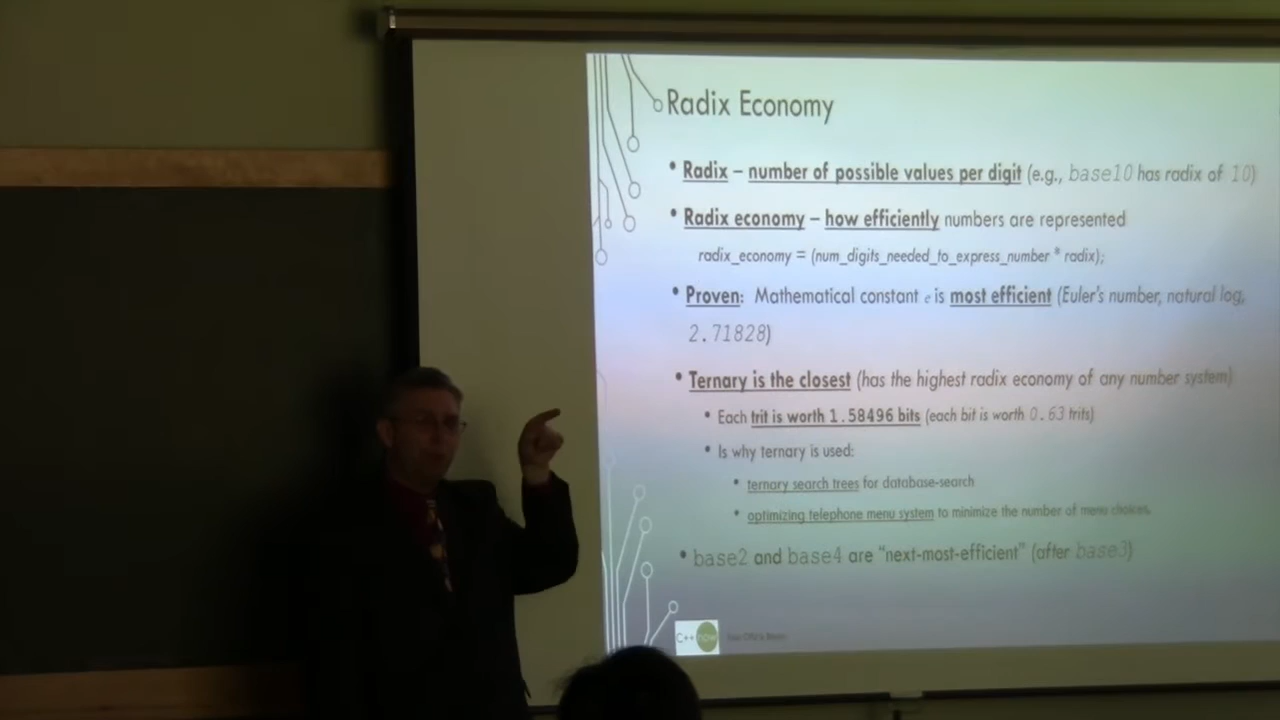 Radix Economy
• Radix – number of possible values per digit (e.g., base10 has radix of 10)
• Radix economy – how efficiently numbers are represented
radix_economy = (num_digits_needed_to_express_number * radix);
• Proven: Mathematical constant e is most efficient (Euler's number, natural log,
2.71828)
• Ternary is the closest (has the highest radix economy of any number system)
• Each trit is worth 1.58496 bits (each bit is worth 0.63 trits)
• Is why ternary is used:
• ternary search trees for database-search
• optimizing telephone menu system to minimize the number of menu choices.
• base2 and base4 are "next-most-efficient" (after base3)
C++ now